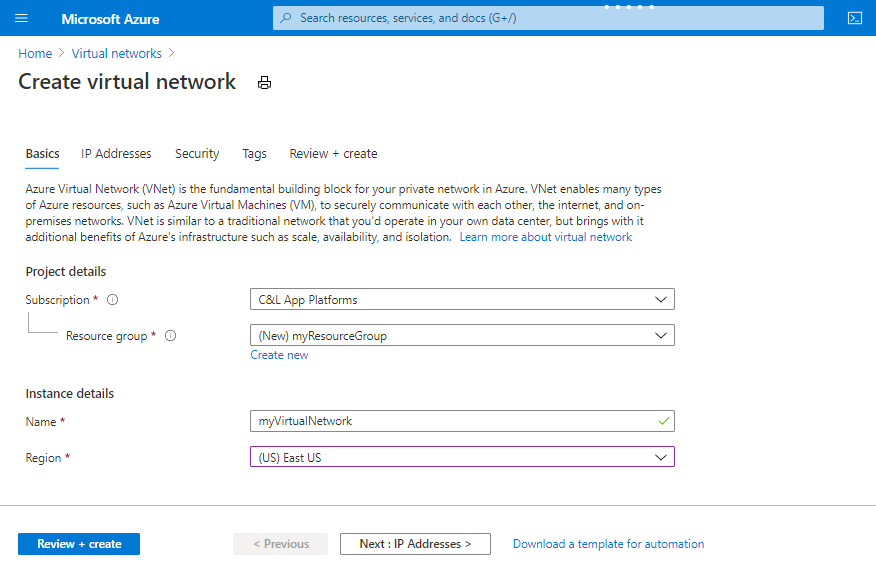 Microsoft Azure
Search resources, services, and docs (G+/)
Home > Virtual networks >
Create virtual network
Basics IP Addresses Security Tags Review + create
Azure Virtual Network (VNet) is the fundamental building block for your private network in Azure. VNet enables many types
of Azure resources, such as Azure Virtual Machines (VM), to securely communicate with each other, the internet, and on-
premises networks. VNet is similar to a traditional network that you'd operate in your own data center, but brings with it
additional benefits of Azure's infrastructure such as scale, availability, and isolation. Learn more about virtual network
Project details
Subscription * C&L App Platforms
Resource group * (New) myResourceGroup
Create new
Instance details
Name * myVirtualNetwork
Region * (US) East US
Review + create < Previous Next : IP Addresses > Download a template for automation